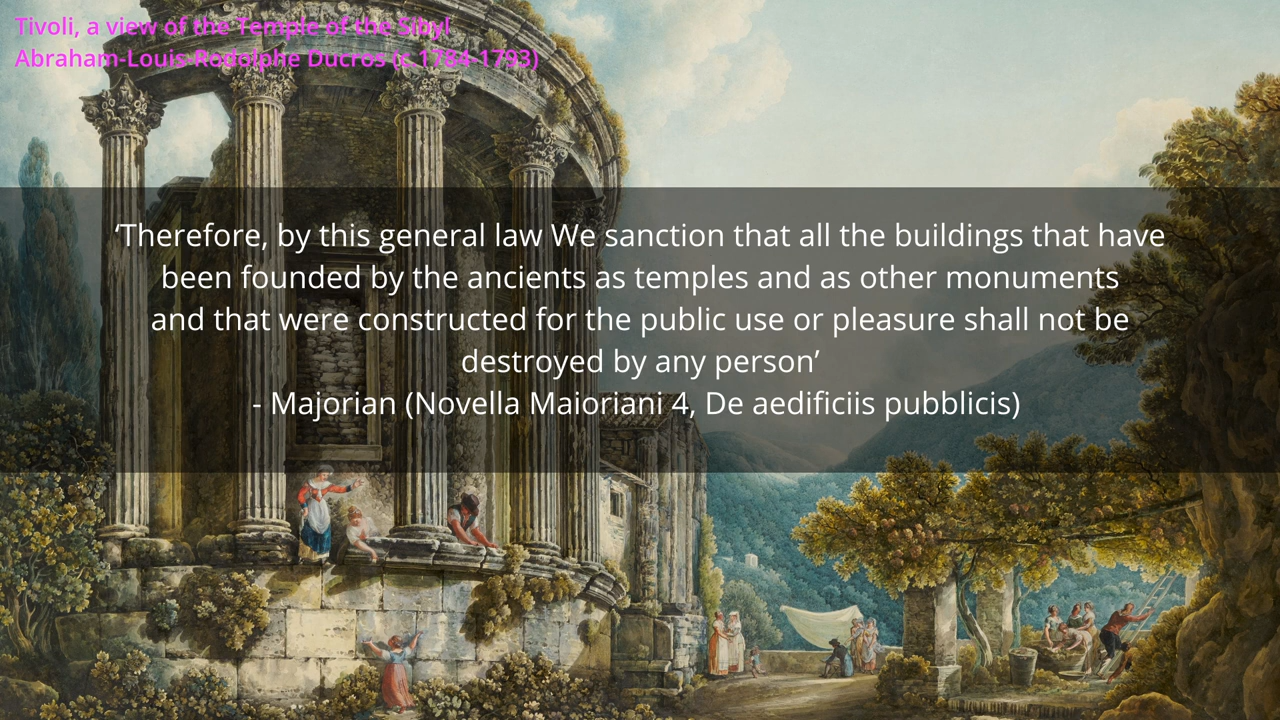 Tivoli, a view of the Temple of the Sibyl
Abraham-Louis-Rodolphe Ducros (c.1784-1793)
‘Therefore, by this general law We sanction that all the buildings that have
been founded by the ancients as temples and as other monuments
and that were constructed for the public use or pleasure shall not be
destroyed by any person’
- Majorian (Novella Maioriani 4, De aedificiis pubblicis)